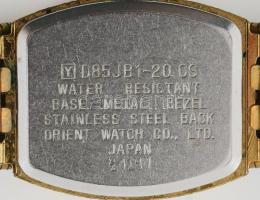 Y D85JB1-20 CS
WATER RESISTANT
BASE METAL BEZEL
STAINLESS STEEL BACK
ORIENT WATCH CO., LTD.
JAPAN